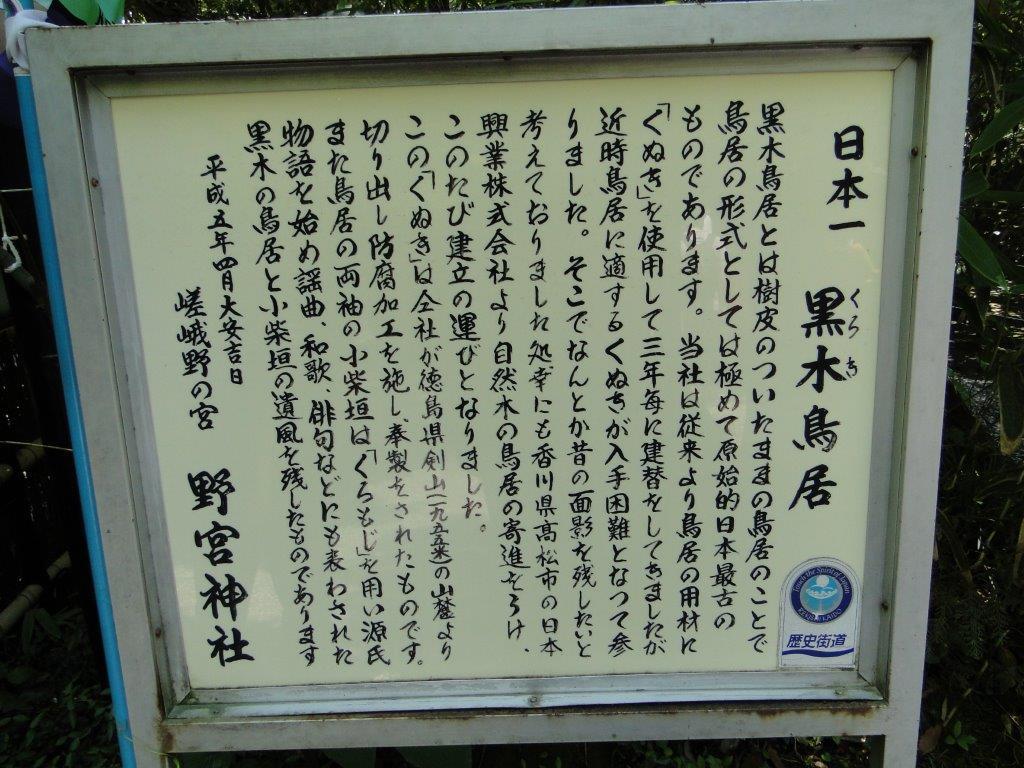 日本一 黒木鳥居
くろき
黒木鳥居とは樹皮のついたままの鳥居のことで
鳥居の形式としては極めて原始的日本最古の
ものであります。当社は従来より鳥居の用材に
「くぬぎ」を使用して三年毎に建替をしてきましたが
近時鳥居に適するくぬぎが入手困難となつて参
りました。そこでなんとか昔の面影を残したいと
考えておりました処幸にも香川県高松市の日本
興業株式会社より自然木の鳥居の寄進をうけ、
このたび建立の運びとなりました。
この「くぬぎ」は仝社が徳島県剣山(一九五五米)の山麓より
切り出し防腐加工を施し、奉製をされたものです。
また鳥居の両袖の小柴垣は「くろもじ」を用い源氏
物語を始め謡曲、和歌、俳句などにも表わされた
黒木の鳥居と小柴垣の遺風を残したものであります
平成五年四月大安吉日
嵯峨野の宮 野宮神社
Touch the Spirit of Japan
REKISHI KAIDO
歴史街道